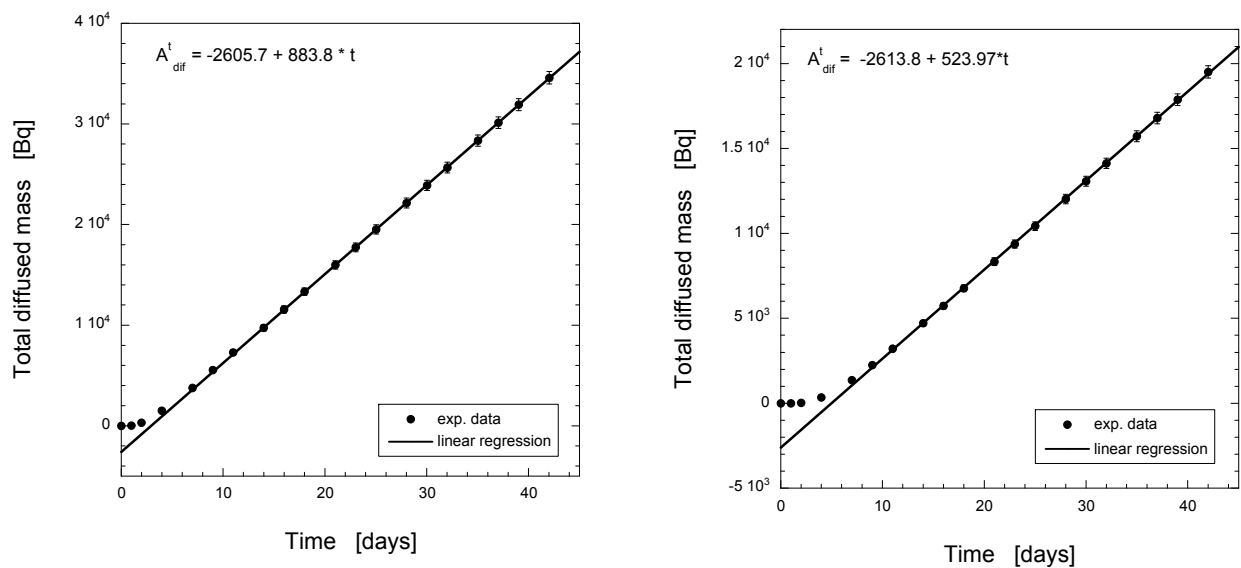 4 10⁴
3 10⁴
2 10⁴
1 10⁴
0
Total diffused mass [Bq]
Aᵗdif = -2605.7 + 883.8 * t
exp. data
linear regression
0 10 20 30 40
Time [days]
2 10⁴
1.5 10⁴
1 10⁴
5 10³
0
-5 10³
Total diffused mass [Bq]
Aᵗdif = -2613.8 + 523.97*t
exp. data
linear regression
0 10 20 30 40
Time [days]